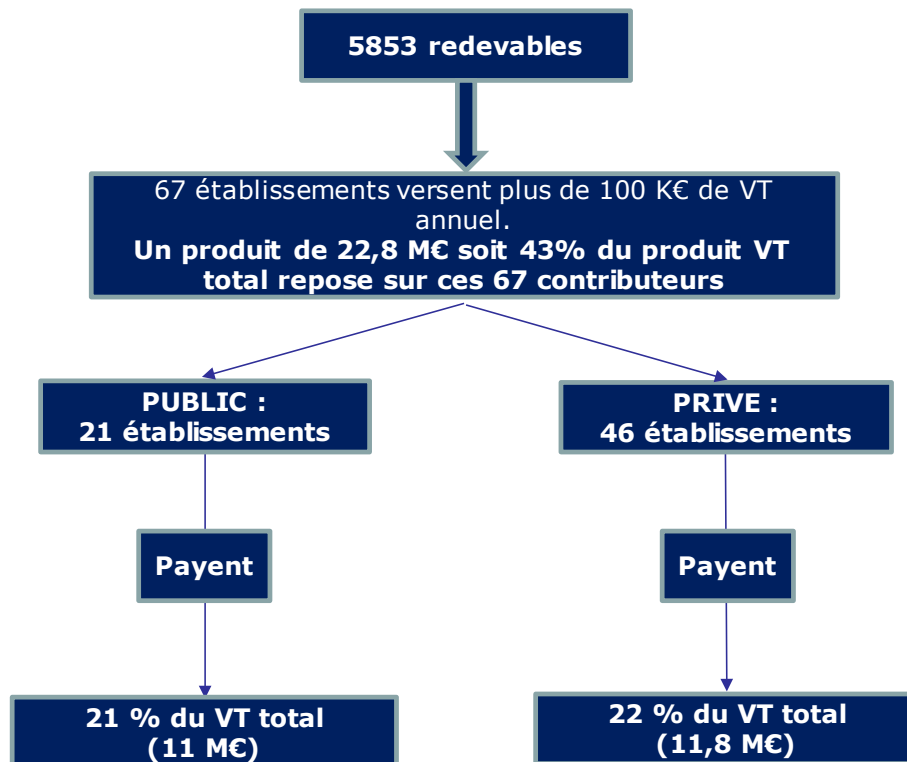 5853 redevables
67 établissements versent plus de 100 K€ de VT
annuel.
Un produit de 22,8 M€ soit 43% du produit VT
total repose sur ces 67 contributeurs
PUBLIC :
21 établissements
PRIVE :
46 établissements
Payent
Payent
21 % du VT total
(11 M€)
22 % du VT total
(11,8 M€)